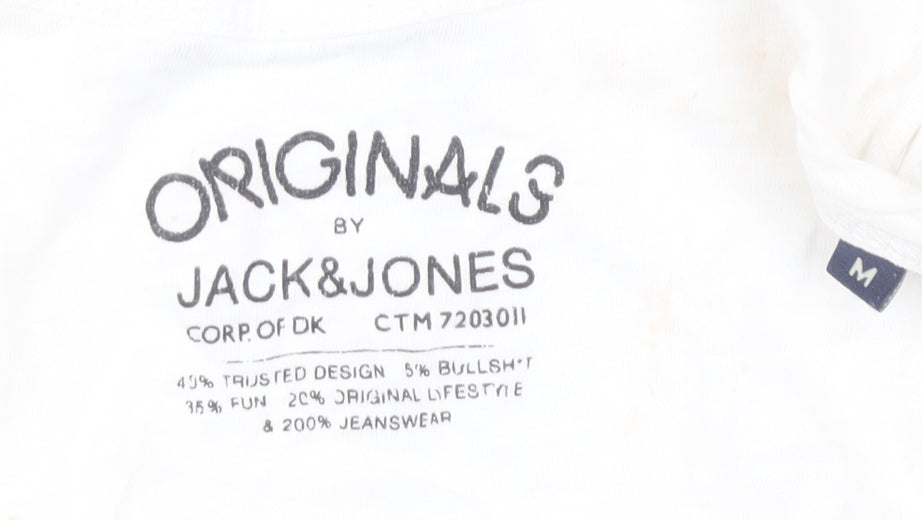 ORIGINALS
BY
JACK&JONES
CORP. OF DK CTM 7203011
40% TRUSTED DESIGN 5% BULLSH*T
35% FUN 20% ORIGINAL LIFESTYLE
& 200% JEANSWEAR
M